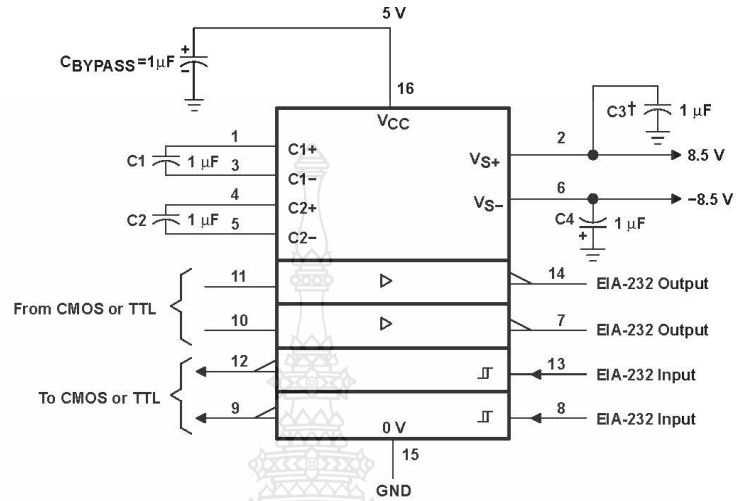 5 V
CBYPASS=1μF
+
−
16
VCC
C3†
1 μF
1
C1+
C1
1 μF
3
C1−
2
VS+
8.5 V
4
C2+
C2
1 μF
5
C2−
6
VS−
−8.5 V
C4
1 μF
+
From CMOS or TTL
11
14
EIA-232 Output
10
7
EIA-232 Output
To CMOS or TTL
12
13
EIA-232 Input
9
8
EIA-232 Input
0 V
15
GND